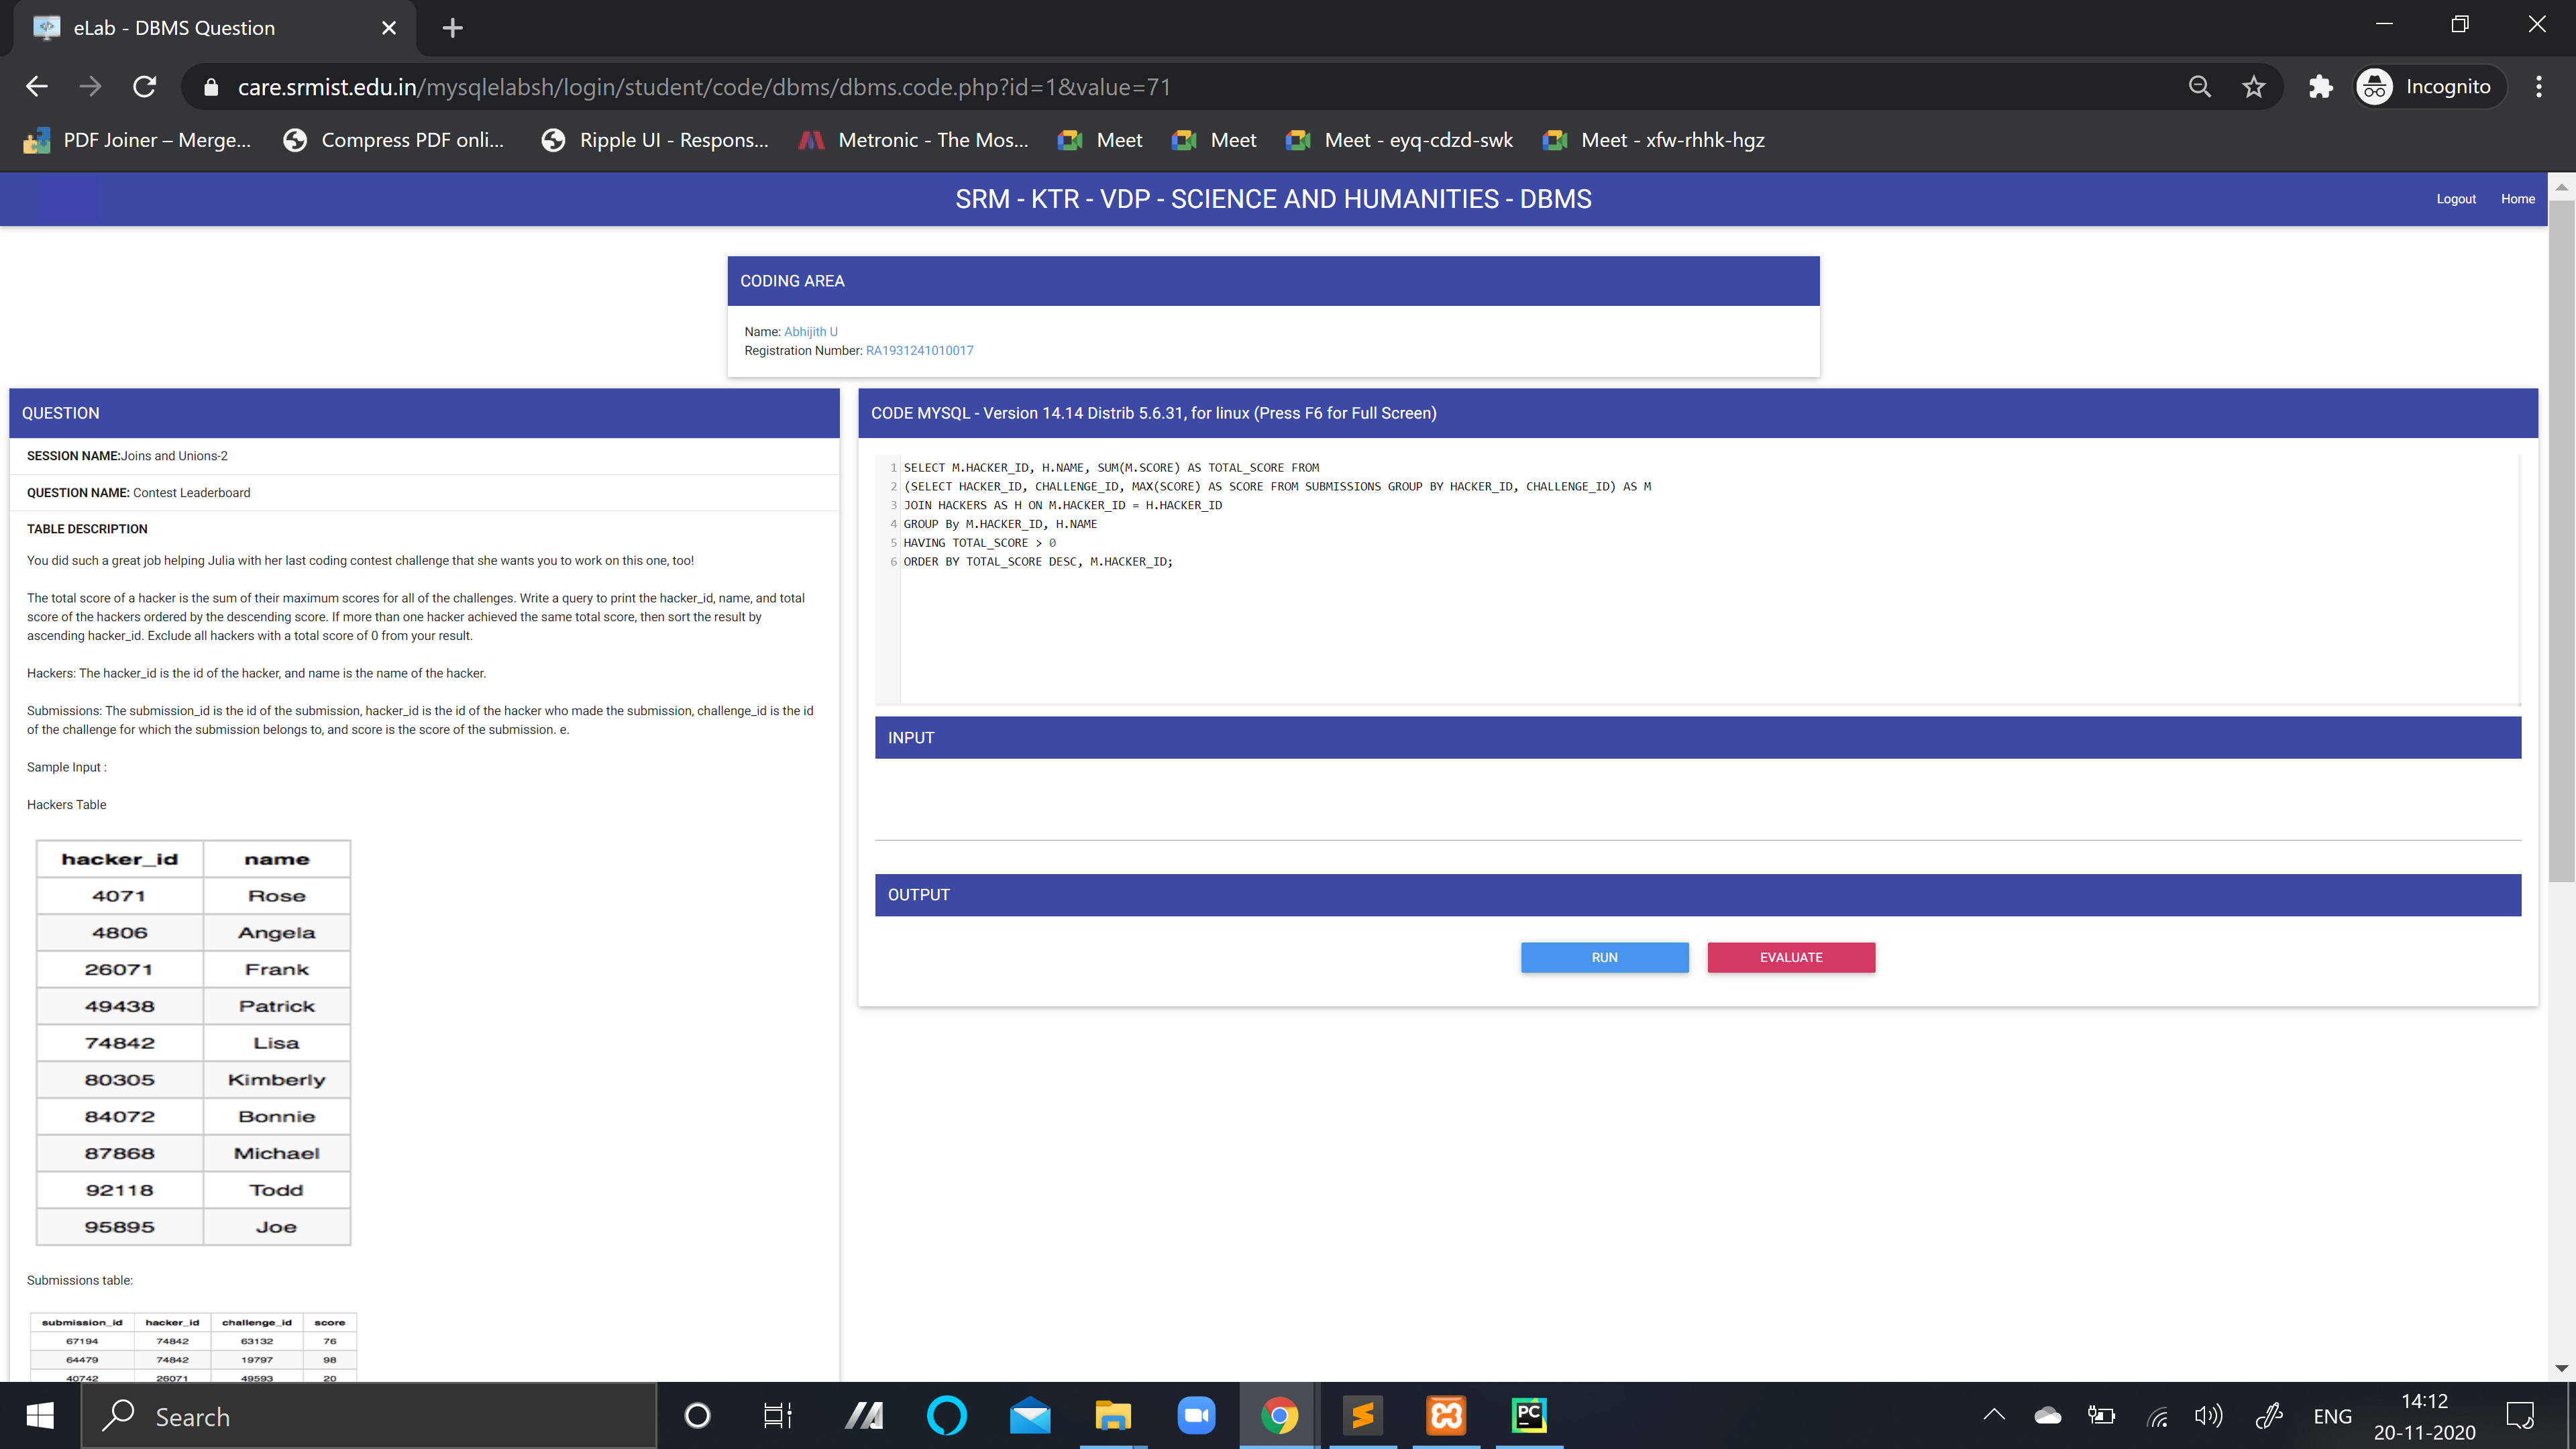 eLab - DBMS Question
care.srmist.edu.in/mysqlelabsh/login/student/code/dbms/dbms.code.php?id=1&value=71
Incognito
PDF Joiner – Merge... Compress PDF onli... Ripple UI - Respons... Metronic - The Mos... Meet Meet Meet - eyq-cdzd-swk Meet - xfw-rhhk-hgz
SRM - KTR - VDP - SCIENCE AND HUMANITIES - DBMS
Logout Home
CODING AREA
Name: Abhijith U
Registration Number: RA1931241010017
QUESTION
SESSION NAME:Joins and Unions-2
QUESTION NAME: Contest Leaderboard
TABLE DESCRIPTION
You did such a great job helping Julia with her last coding contest challenge that she wants you to work on this one, too!
The total score of a hacker is the sum of their maximum scores for all of the challenges. Write a query to print the hacker_id, name, and total
score of the hackers ordered by the descending score. If more than one hacker achieved the same total score, then sort the result by
ascending hacker_id. Exclude all hackers with a total score of 0 from your result.
Hackers: The hacker_id is the id of the hacker, and name is the name of the hacker.
Submissions: The submission_id is the id of the submission, hacker_id is the id of the hacker who made the submission, challenge_id is the id
of the challenge for which the submission belongs to, and score is the score of the submission. e.
Sample Input :
Hackers Table
hacker_id name
4071 Rose
4806 Angela
26071 Frank
49438 Patrick
74842 Lisa
80305 Kimberly
84072 Bonnie
87868 Michael
92118 Todd
95895 Joe
Submissions table:
submission_id hacker_id challenge_id score
67194 74842 63132 76
64479 74842 19797 98
40742 26071 49593 20
CODE MYSQL - Version 14.14 Distrib 5.6.31, for linux (Press F6 for Full Screen)
1 SELECT M.HACKER_ID, H.NAME, SUM(M.SCORE) AS TOTAL_SCORE FROM
2 (SELECT HACKER_ID, CHALLENGE_ID, MAX(SCORE) AS SCORE FROM SUBMISSIONS GROUP BY HACKER_ID, CHALLENGE_ID) AS M
3 JOIN HACKERS AS H ON M.HACKER_ID = H.HACKER_ID
4 GROUP By M.HACKER_ID, H.NAME
5 HAVING TOTAL_SCORE > 0
6 ORDER BY TOTAL_SCORE DESC, M.HACKER_ID;
INPUT
OUTPUT
RUN EVALUATE
Search
PC
ENG
14:12
20-11-2020